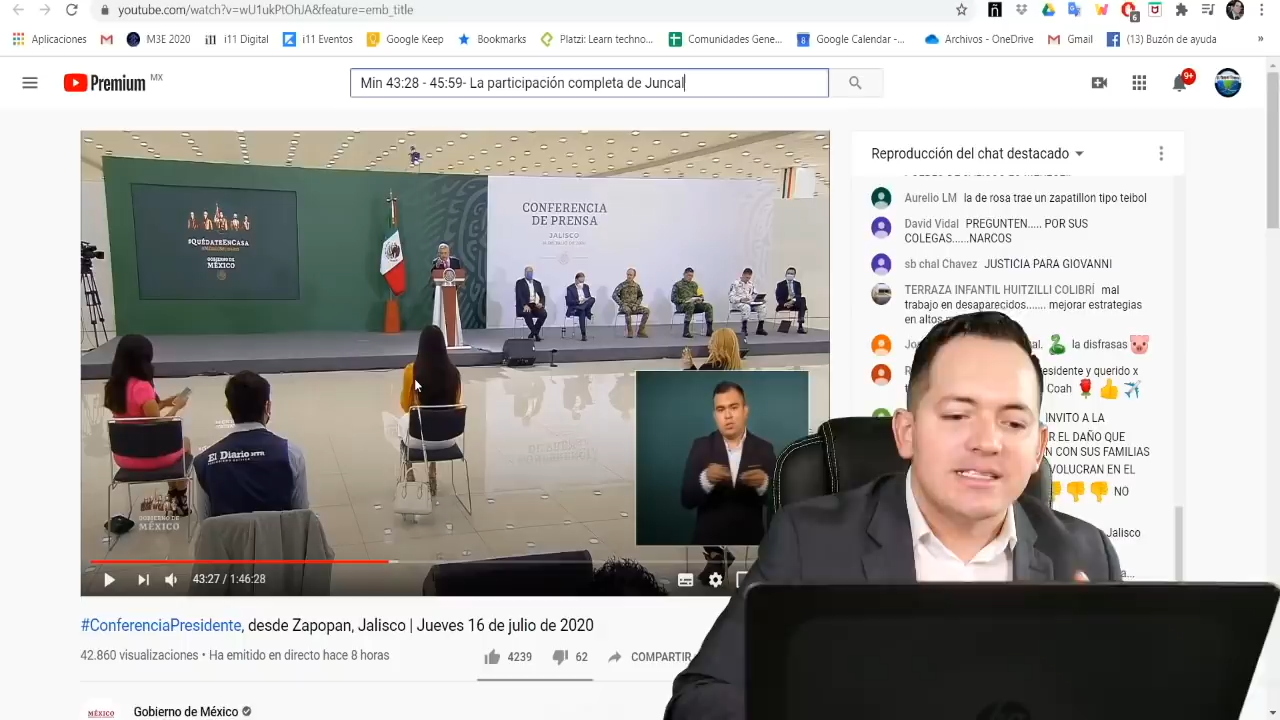 youtube.com/watch?v=wU1ukPtOhJA&feature=emb_title
6
Aplicaciones
M3E 2020
i11 Digital
i11 Eventos
Google Keep
Bookmarks
Platzi: Learn techno...
Comunidades Gene...
Google Calendar -...
Archivos - OneDrive
Gmail
(13) Buzón de ayuda
»
Premium MX
Min 43:28 - 45:59- La participación completa de Juncal
9+
CONFERENCIA
DE PRENSA
JALISCO
#QUÉDATEENCASA
GOBIERNO DE
MÉXICO
El Diario NTR
GOBIERNO DE
MÉXICO
43:27 / 1:46:28
Reproducción del chat destacado
Aurelio LM la de rosa trae un zapatillon tipo teibol
David Vidal PREGUNTEN..... POR SUS
COLEGAS......NARCOS
sb chal Chavez JUSTICIA PARA GIOVANNI
TERRAZA INFANTIL HUITZILLI COLIBRÍ mal
trabajo en desaparecidos....... mejorar estrategias
en altos
la disfrasas
residente y querido x
Coah
INVITO A LA
R EL DAÑO QUE
N CON SUS FAMILIAS
VOLUCRAN EN EL
NO
Jalisco
a...
#ConferenciaPresidente, desde Zapopan, Jalisco | Jueves 16 de julio de 2020
42.860 visualizaciones • Ha emitido en directo hace 8 horas
4239
62
COMPARTIR
MÉXICO
Gobierno de México